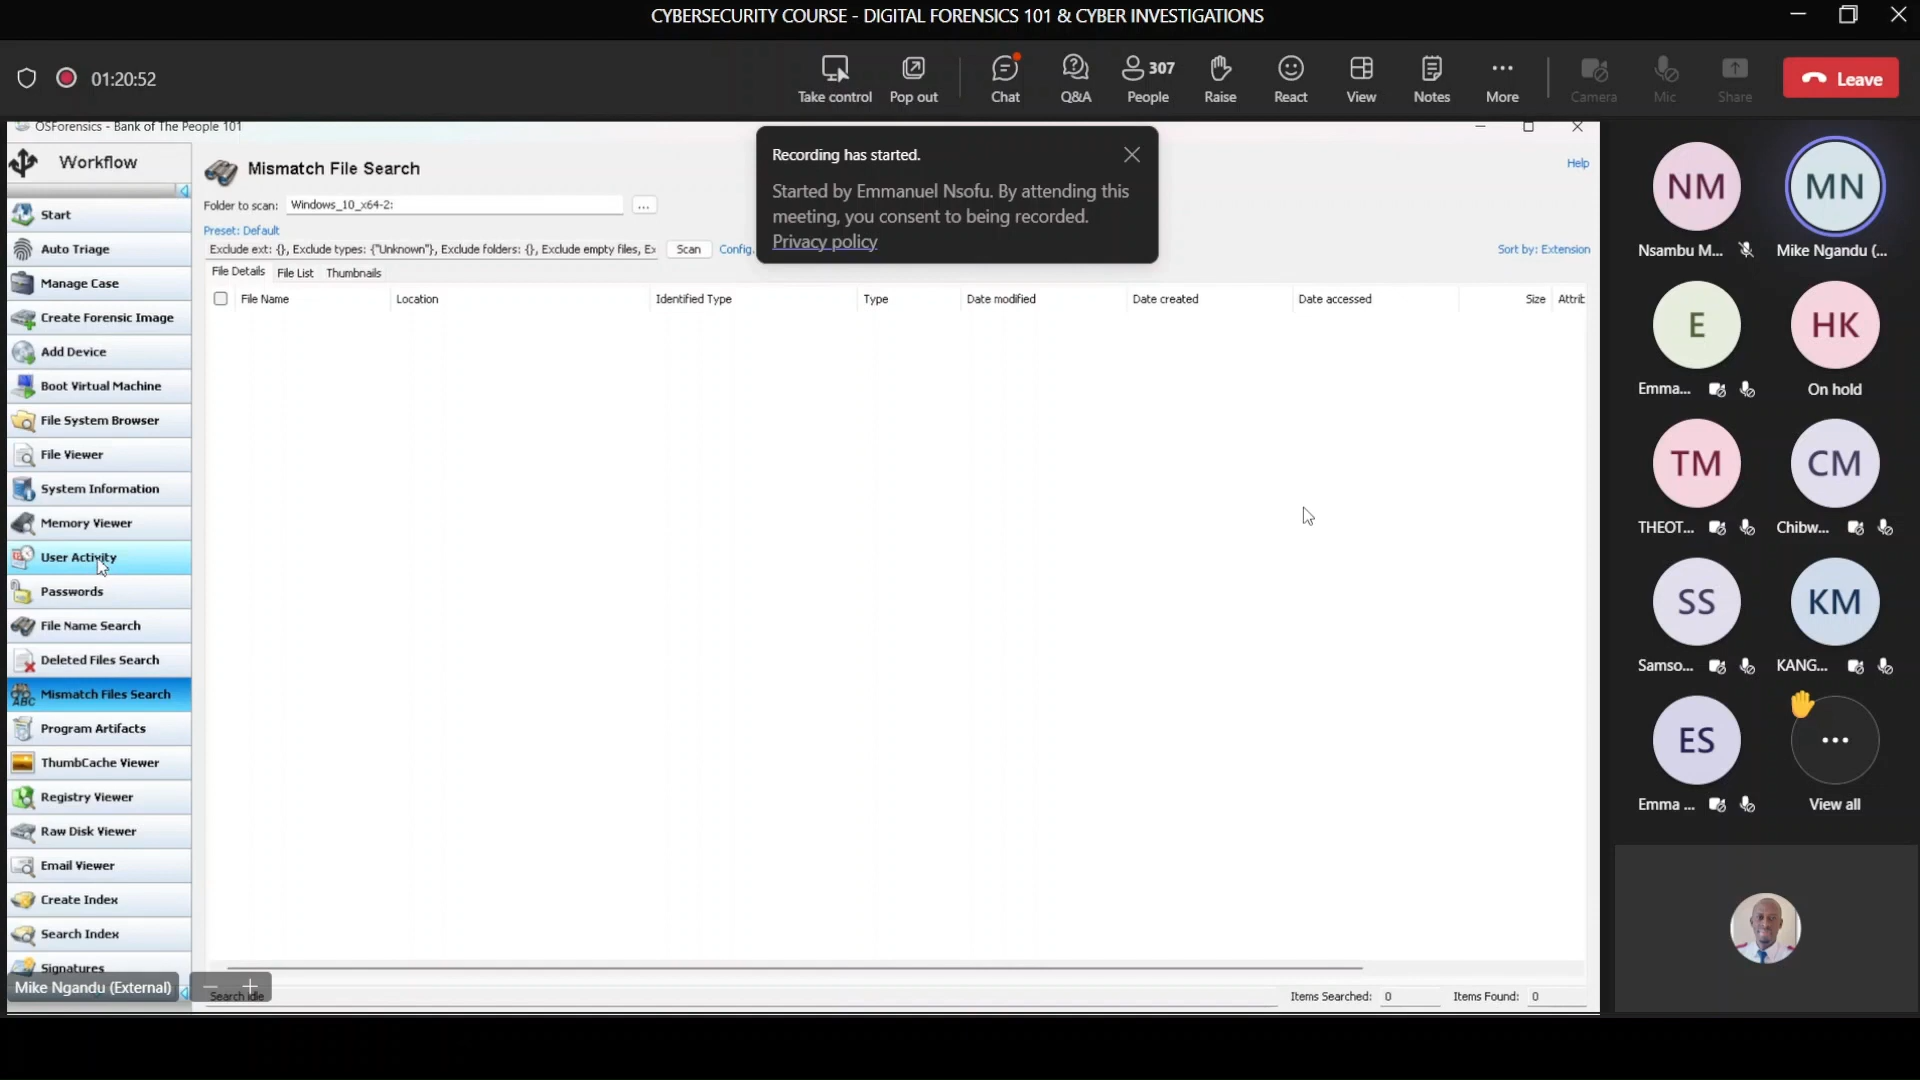 CYBERSECURITY COURSE - DIGITAL FORENSICS 101 & CYBER INVESTIGATIONS
01:20:52
Take control
Pop out
Chat
Q&A
307
People
Raise
React
View
Notes
More
Camera
Mic
Share
Leave
OSForensics - Bank of The People 101
Workflow
Start
Auto Triage
Manage Case
Create Forensic Image
Add Device
Boot Virtual Machine
File System Browser
File Viewer
System Information
Memory Viewer
User Activity
Passwords
File Name Search
Deleted Files Search
Mismatch Files Search
Program Artifacts
ThumbCache Viewer
Registry Viewer
Raw Disk Viewer
Email Viewer
Create Index
Search Index
Signatures
Mismatch File Search
Help
Folder to scan: Windows_10_x64-2: ...
Preset: Default
Exclude ext: {}, Exclude types: {"Unknown"}, Exclude folders: {}, Exclude empty files, Ex Scan Config. Sort by: Extension
File Details File List Thumbnails
File Name Location Identified Type Type Date modified Date created Date accessed Size Attrib
Recording has started.
Started by Emmanuel Nsofu. By attending this
meeting, you consent to being recorded.
Privacy policy
Mike Ngandu (External)
Search Idle
Items Searched: 0 Items Found: 0
NM MN
Nsambu M... Mike Ngandu (...
E HK
Emma... On hold
TM CM
THEOT... Chibw...
SS KM
Samso... KANG...
ES ...
Emma ... View all